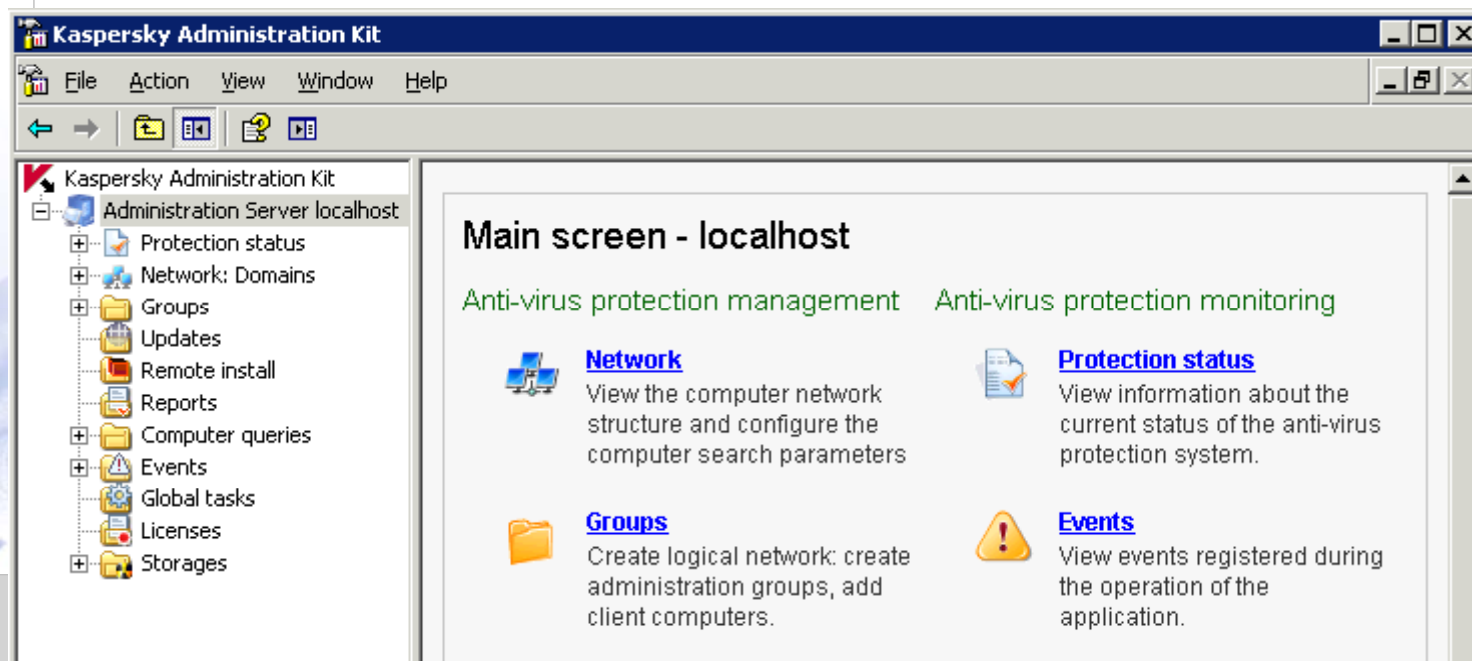 Kaspersky Administration Kit
File Action View Window Help
Kaspersky Administration Kit
Administration Server localhost
Protection status
Network: Domains
Groups
Updates
Remote install
Reports
Computer queries
Events
Global tasks
Licenses
Storages
Main screen - localhost
Anti-virus protection management
Network
View the computer network
structure and configure the
computer search parameters
Groups
Create logical network: create
administration groups, add
client computers.
Anti-virus protection monitoring
Protection status
View information about the
current status of the anti-virus
protection system.
Events
View events registered during
the operation of the
application.